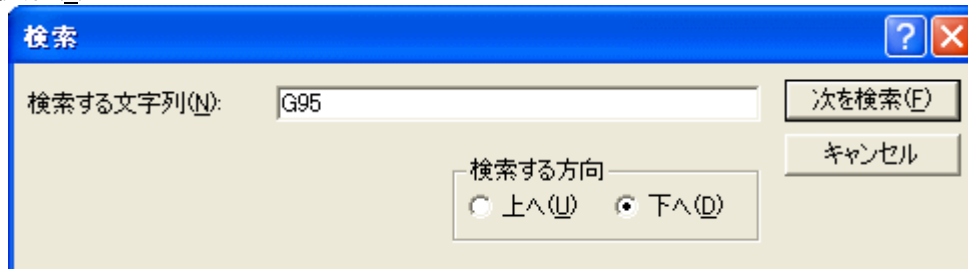 検索
検索する文字列(N):
G95
次を検索(F)
キャンセル
検索する方向
上へ(U)
下へ(D)